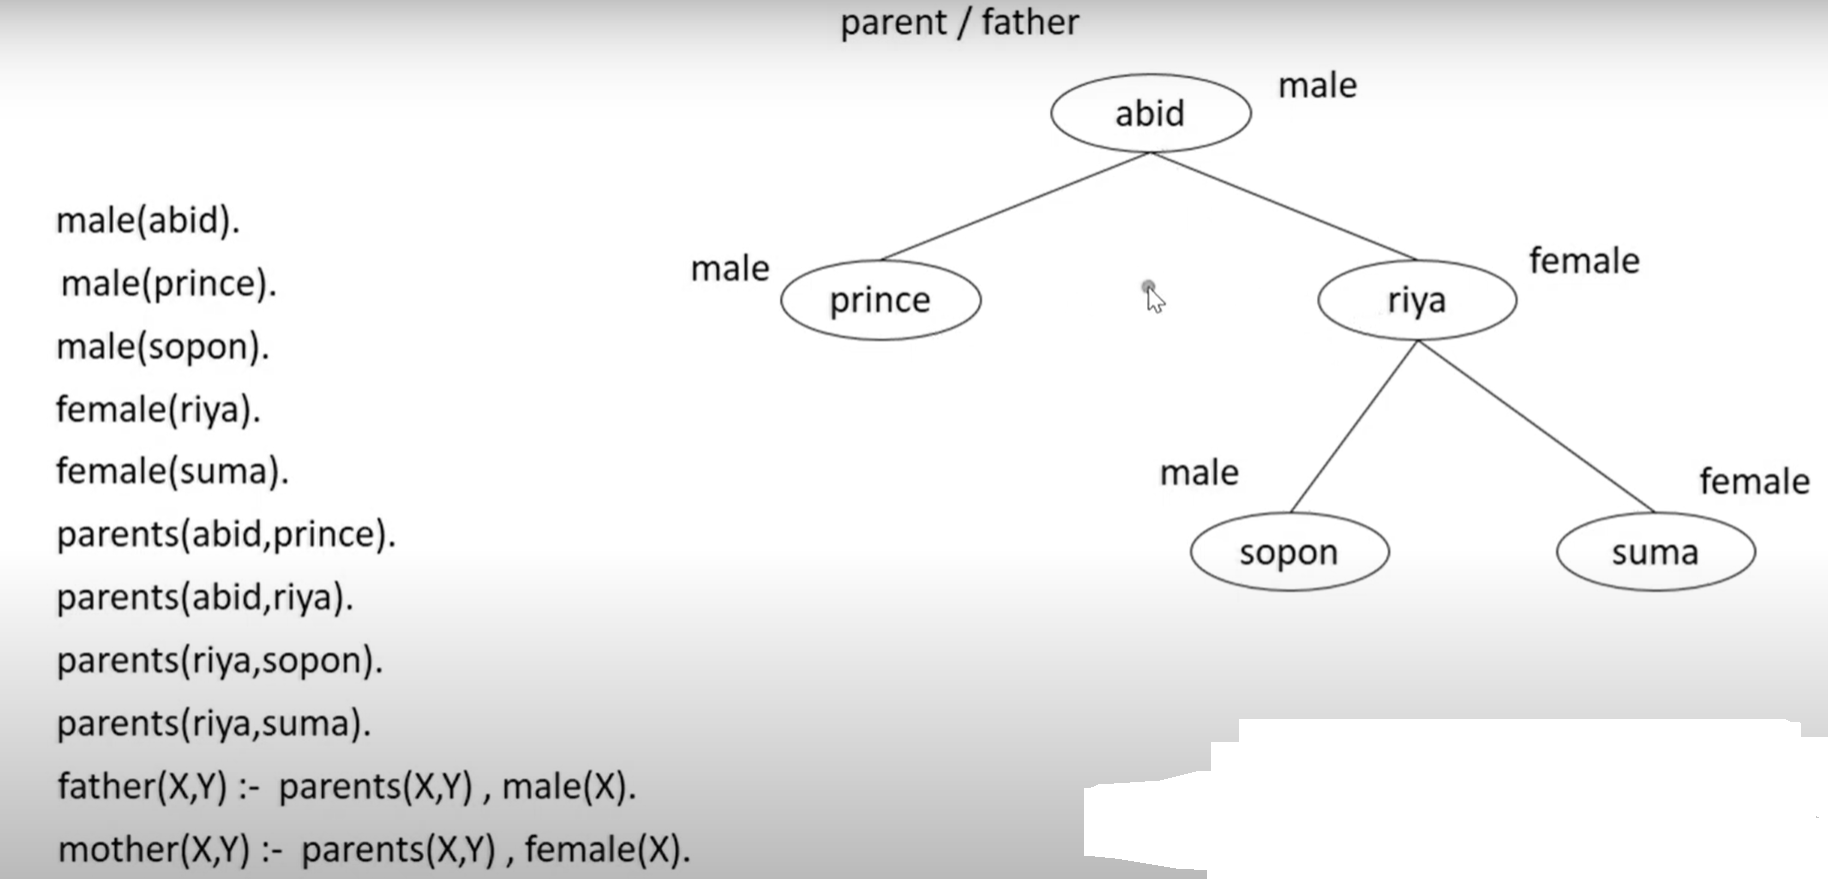 parent / father
abid
male
male
prince
riya
female
male
sopon
suma
female
male(abid).
male(prince).
male(sopon).
female(riya).
female(suma).
parents(abid,prince).
parents(abid,riya).
parents(riya,sopon).
parents(riya,suma).
father(X,Y) :- parents(X,Y) , male(X).
mother(X,Y) :- parents(X,Y) , female(X).